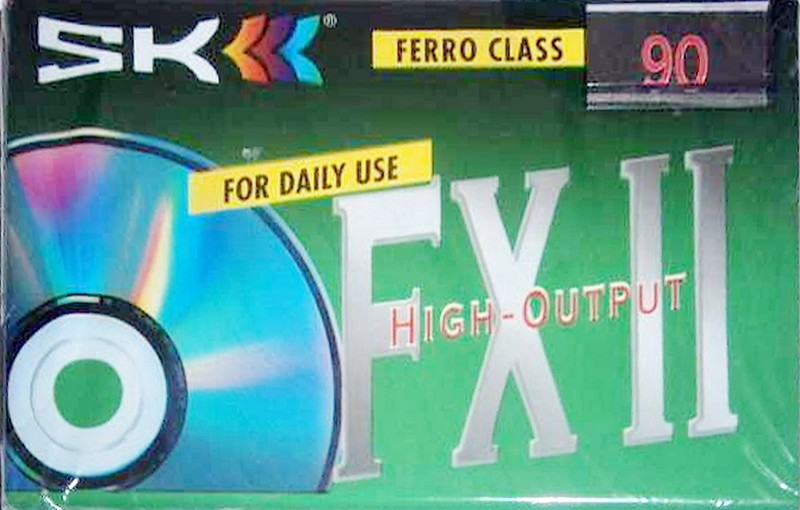 SK ®
FERRO CLASS
90
FOR DAILY USE
FX II
HIGH-OUTPUT